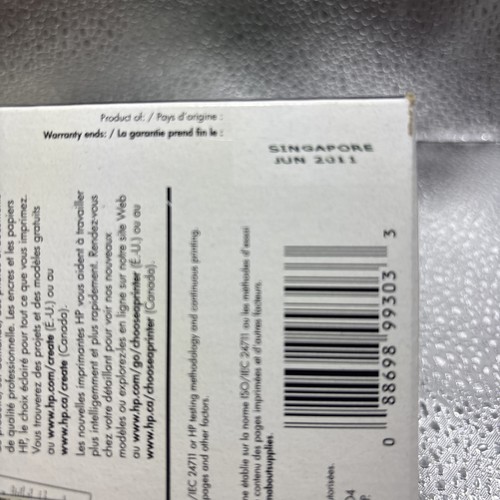 Product of: / Pays d'origine :
Warranty ends: / La garantie prend fin le :
SINGAPORE
JUN 2011
de qualité professionnelle. Les encres et les papiers
HP, le choix éclairé pour tout ce que vous imprimez.
Vous trouverez des projets et des modèles gratuits
au www.hp.com/create (E.-U.) ou au
www.hp.ca/create (Canada).
Les nouvelles imprimantes HP vous aident à travailler
plus intelligemment et plus rapidement. Rendez-vous
chez votre détaillant pour voir nos nouveaux
modèles ou explorez-les en ligne sur notre site Web
au www.hp.com/go/chooseaprinter (E.-U.) ou au
www.hp.ca/chooseaprinter (Canada).
/IEC 24711 or HP testing methodology and continuous printing.
pages and other factors.
me établie sur la norme ISO/IEC 24711 ou les méthodes d'essai
contenu des pages imprimées et d'autres facteurs.
naboutsupplies.
0 88698 99303 3
torisées.
04
P.